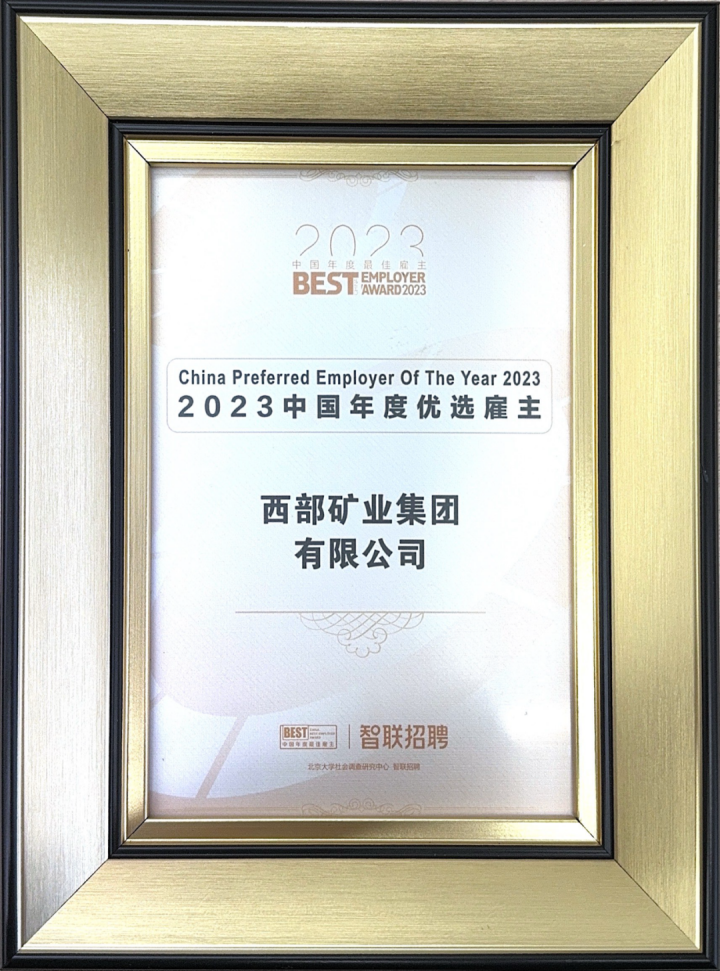 2023
中国年度最佳雇主
BEST EMPLOYER
AWARD2023
China Preferred Employer Of The Year 2023
2023中国年度优选雇主
西部矿业集团
有限公司
BEST
中国年度最佳雇主
智联招聘
北京大学社会调查研究中心 智联招聘